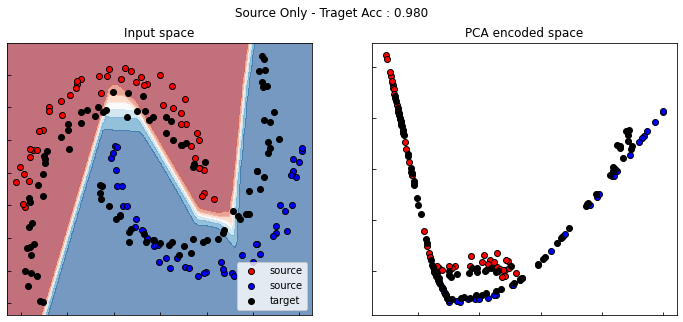 Source Only - Traget Acc : 0.980
Input space
PCA encoded space
source
source
target